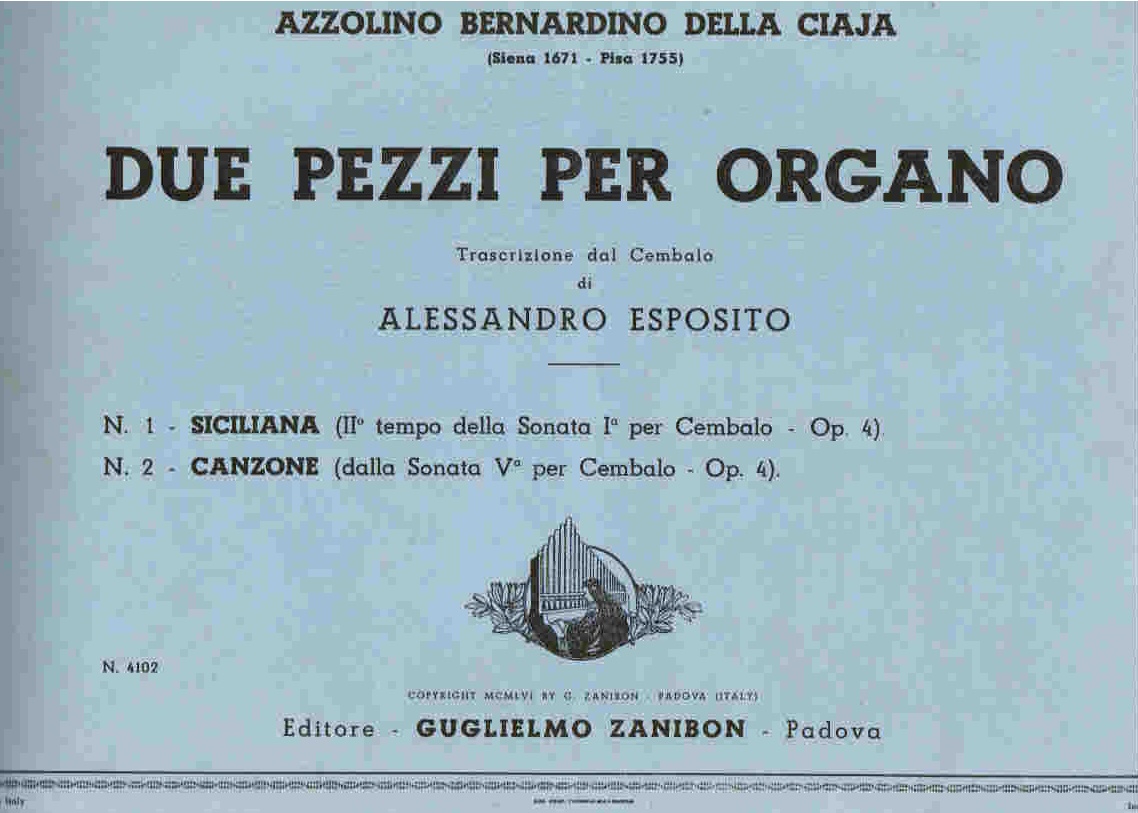 AZZOLINO BERNARDINO DELLA CIAJA
(Siena 1671 - Pisa 1755)
DUE PEZZI PER ORGANO
Trascrizione dal Cembalo
di
ALESSANDRO ESPOSITO
N. 1 - SICILIANA (IIº tempo della Sonata Iª per Cembalo - Op. 4).
N. 2 - CANZONE (dalla Sonata Vª per Cembalo - Op. 4).
N. 4102
COPYRIGHT MCMLVI BY G. ZANIBON - PADOVA (ITALY)
Editore - GUGLIELMO ZANIBON - Padova
Italy